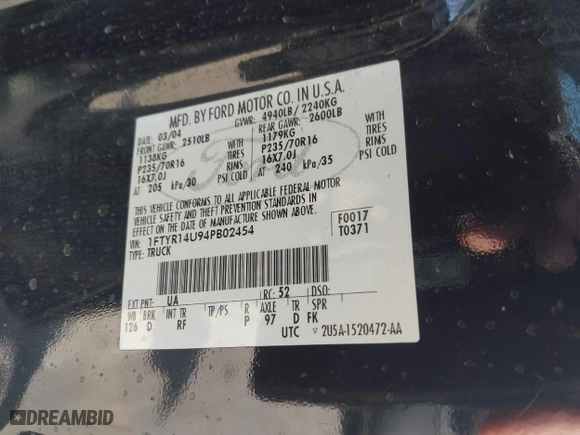 MFD. BY FORD MOTOR CO. IN U.S.A.
DATE: 03/04 GVWR: 4940LB/ 2240KG
FRONT GAWR: 2510LB REAR GAWR: 2600LB
1138KG WITH 1179KG WITH
P235/70R16 TIRES P235/70R16 TIRES
16X7.0J RIMS 16X7.0J RIMS
AT 205 kPa/30 PSI COLD AT 240 kPa/35 PSI COLD
Ford
THIS VEHICLE CONFORMS TO ALL APPLICABLE FEDERAL MOTOR
VEHICLE SAFETY AND THEFT PREVENTION STANDARDS IN
EFFECT ON THE DATE OF MANUFACTURE SHOWN ABOVE.
VIN: 1FTYR14U94PB02454 F0017
TYPE: TRUCK T0371
EXT PNT: UA RC: 52 DSO:
WB BRK INT TR TP/PS R AXLE TR SPR
126 D RF P 97 D FK
UTC ▽ 2U5A-1520472-AA
DREAMBID